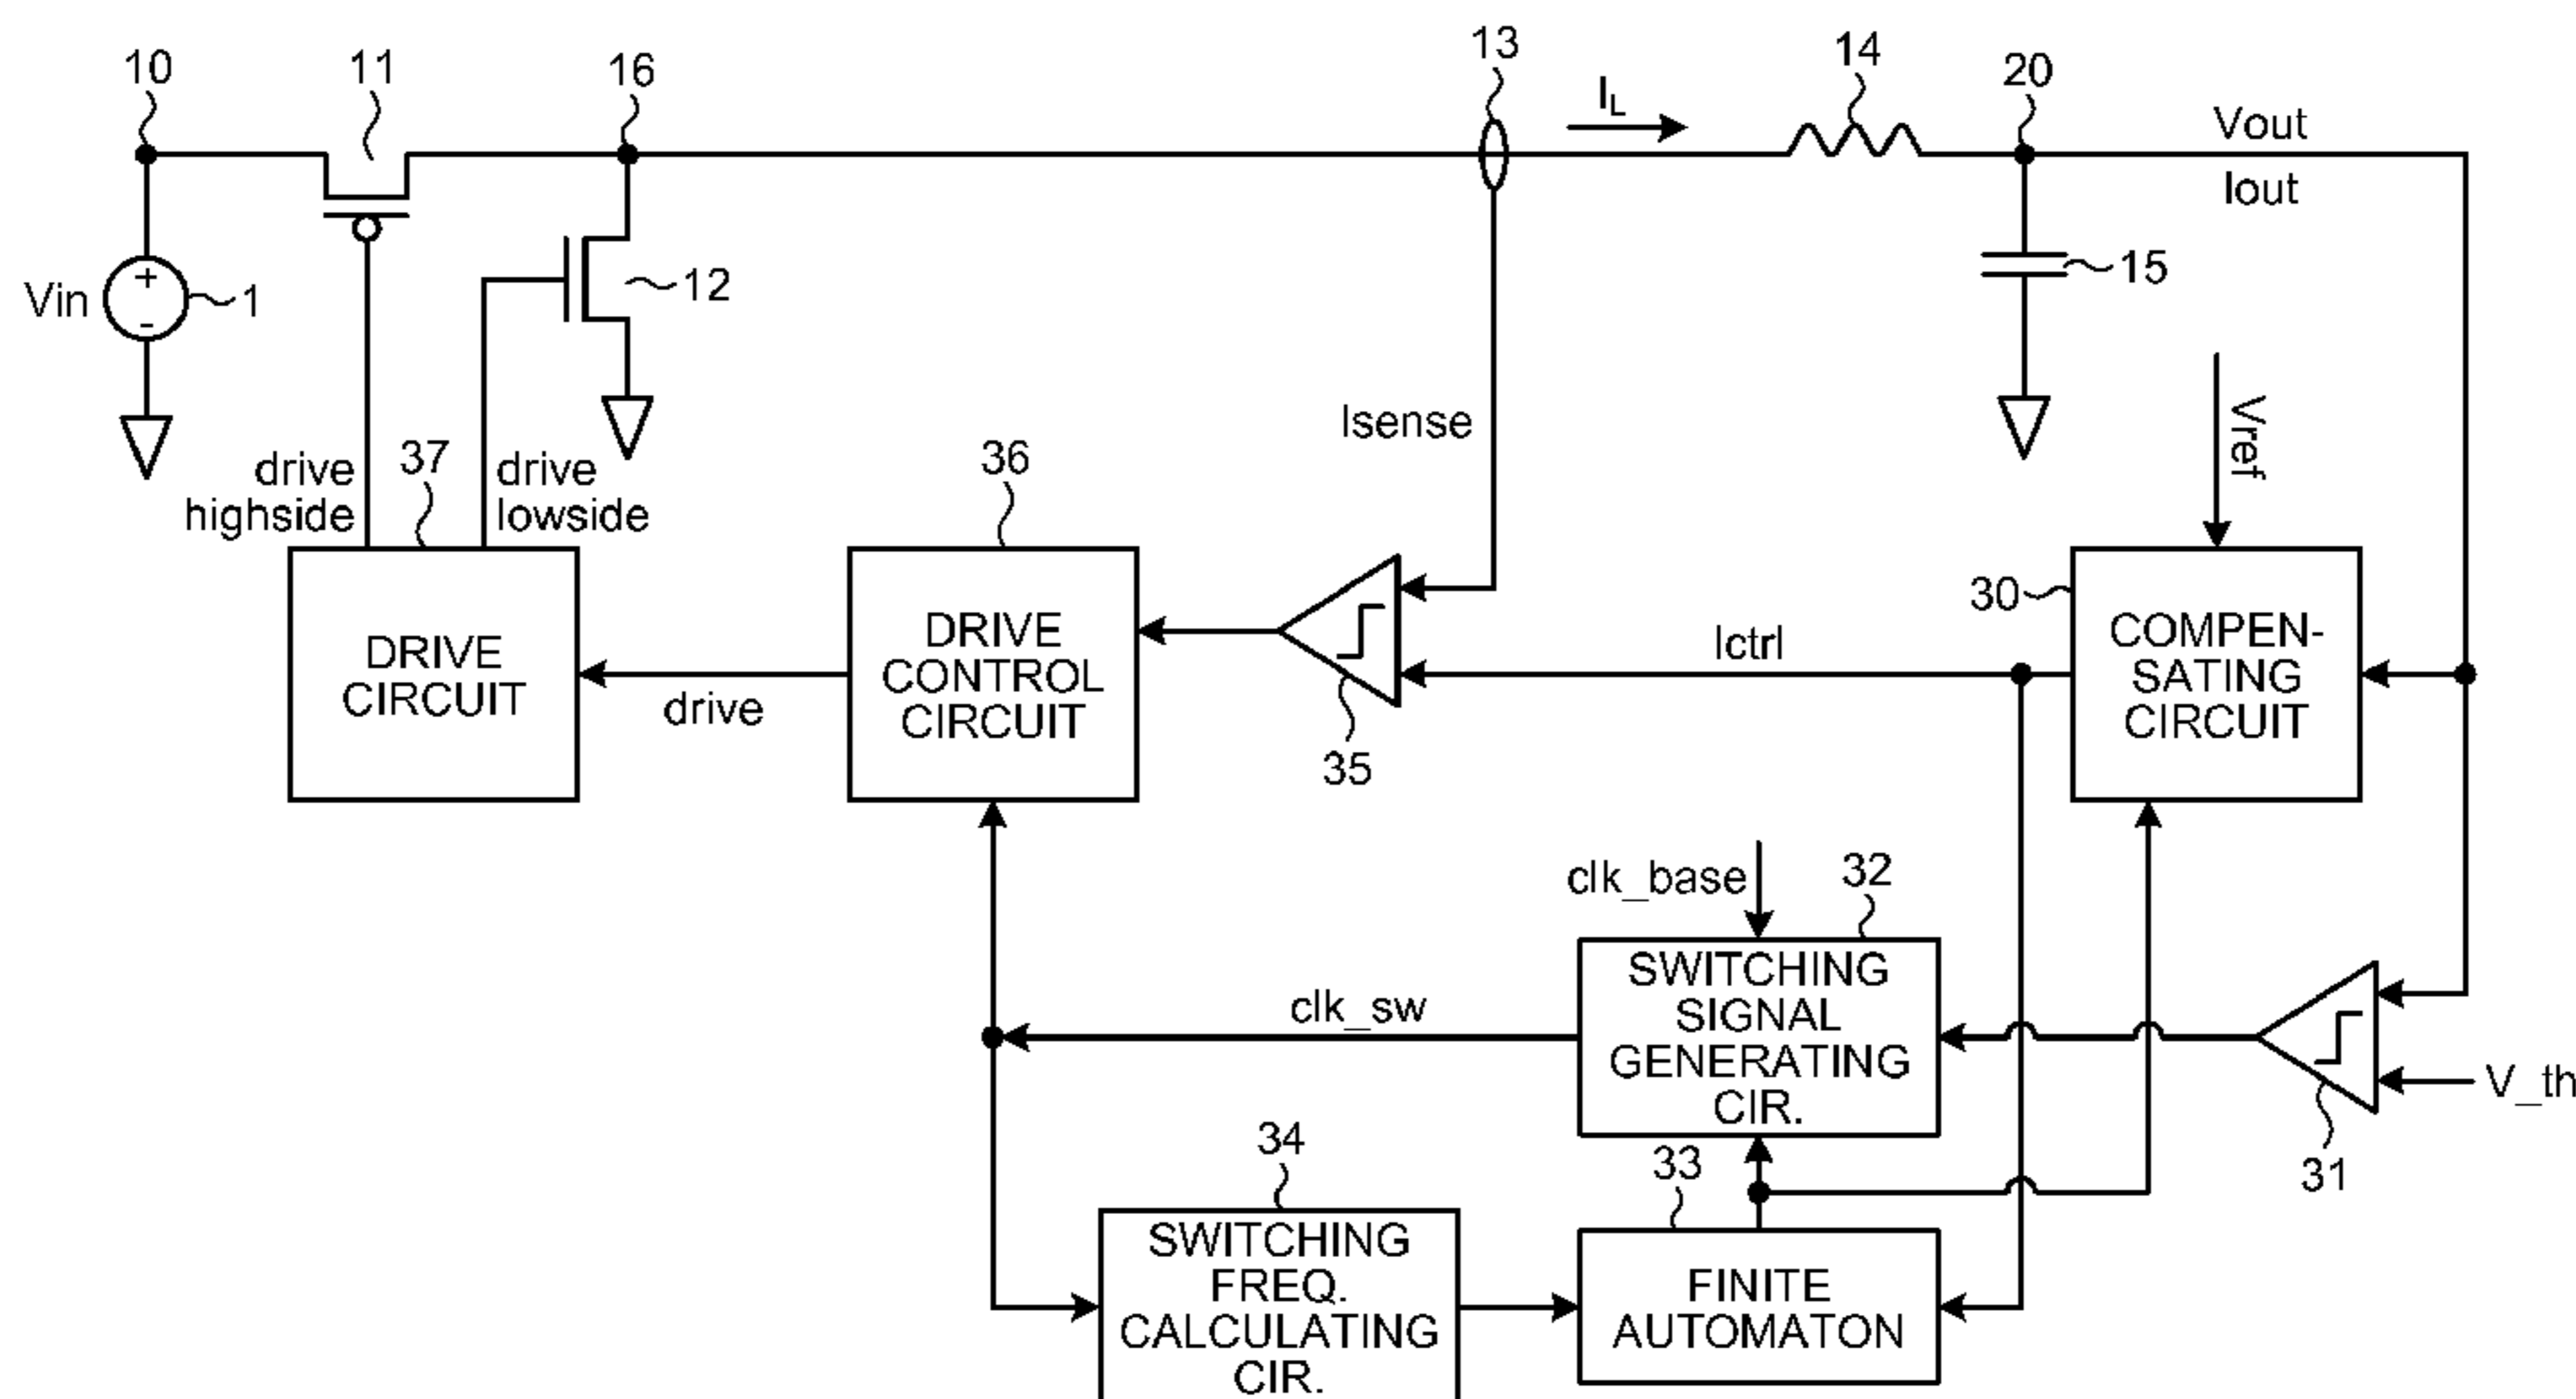 10
11
16
13
14
20
IL
Vout
Iout
Vin
+
-
1
12
15
Isense
Vref
drive
highside
37
drive
lowside
36
30
DRIVE
CIRCUIT
drive
DRIVE
CONTROL
CIRCUIT
35
Ictrl
COMPEN-
SATING
CIRCUIT
clk_base
32
clk_sw
SWITCHING
SIGNAL
GENERATING
CIR.
V_th
31
34
33
SWITCHING
FREQ.
CALCULATING
CIR.
FINITE
AUTOMATON